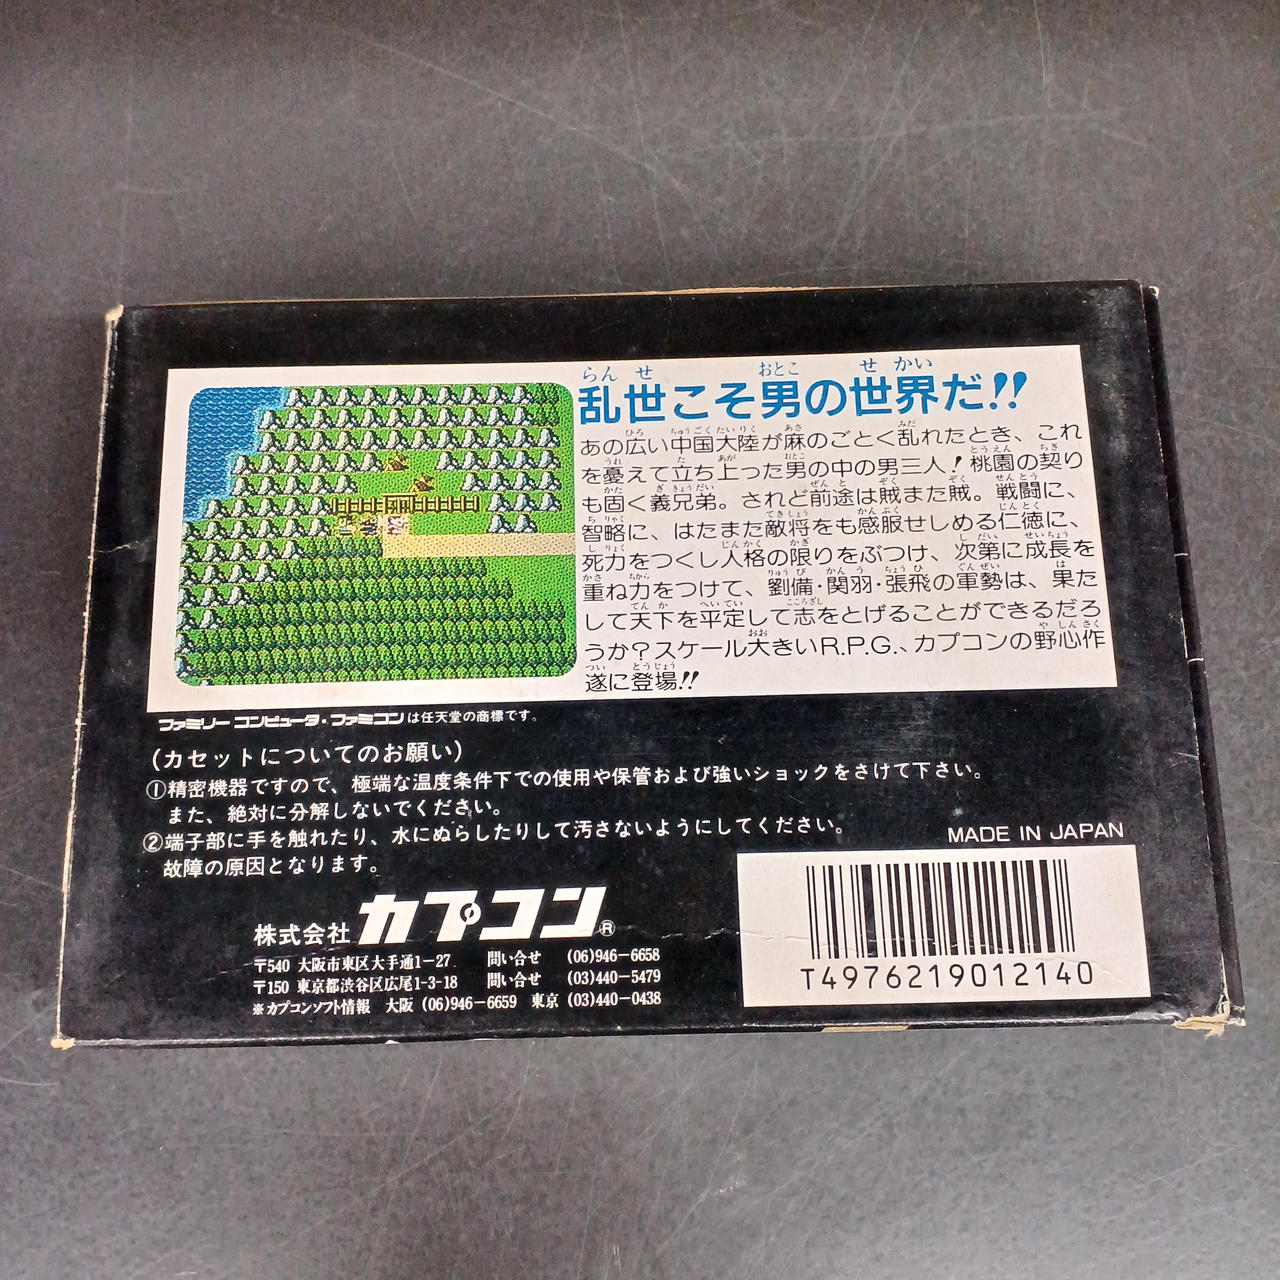 乱世こそ男の世界だ!!
あの広い中国大陸が麻のごとく乱れたとき、これ
を憂えて立ち上った男の中の男三人！桃園の契り
も固く義兄弟。されど前途は賊また賊。戦闘に、
智略に、はたまた敵将をも感服せしめる仁徳に、
死力をつくし人格の限りをぶつけ、次第に成長を
重ね力をつけて、劉備・関羽・張飛の軍勢は、果た
して天下を平定して志をとげることができるだろ
うか？スケール大きいR.P.G.、カプコンの野心作
遂に登場!!
ファミリーコンピュータ・ファミコンは任天堂の商標です。
（カセットについてのお願い）
①精密機器ですので、極端な温度条件下での使用や保管および強いショックをさけて下さい。
また、絶対に分解しないでください。
②端子部に手を触れたり、水にぬらしたりして汚さないようにしてください。
故障の原因となります。
MADE IN JAPAN
株式会社 カプコン®
〒540 大阪市東区大手通1-27 問い合せ (06)946-6658
〒150 東京都渋谷区広尾1-3-18 問い合せ (03)440-5479
※カプコンソフト情報 大阪 (06)946-6659 東京 (03)440-0438
T4976219012140